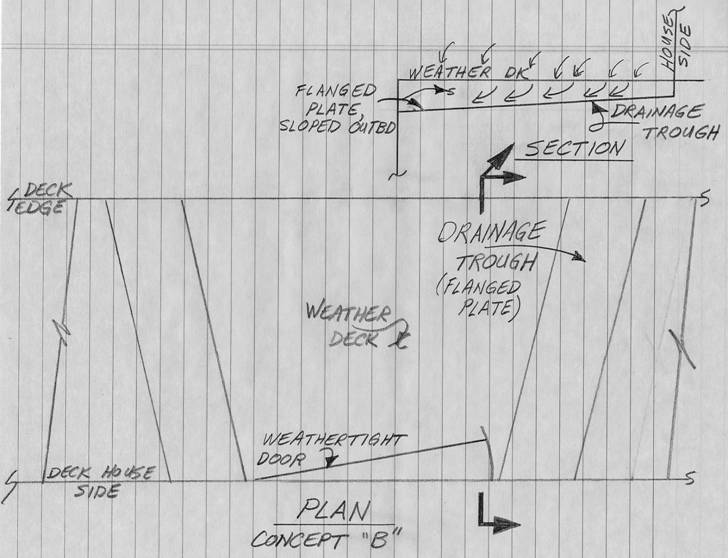 HOUSE
SIDE
WEATHER DK
FLANGED
PLATE,
SLOPED OUTBD
DRAINAGE
TROUGH
SECTION
DECK
EDGE
DRAINAGE
TROUGH
(FLANGED
PLATE)
WEATHER
DECK
WEATHERTIGHT
DOOR
DECK HOUSE
SIDE
PLAN
CONCEPT "B"